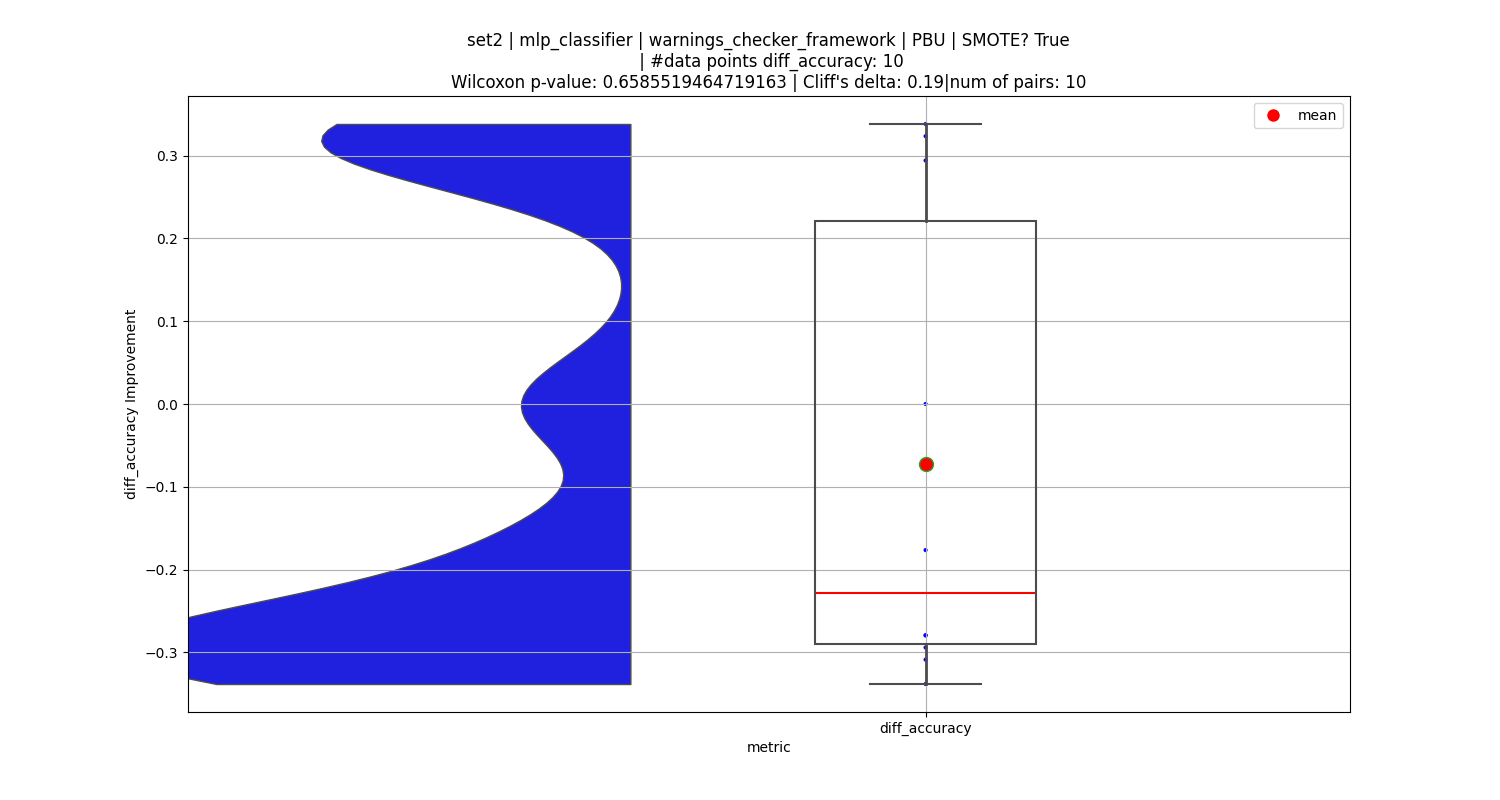 set2 | mlp_classifier | warnings_checker_framework | PBU | SMOTE? True
| #data points diff_accuracy: 10
Wilcoxon p-value: 0.6585519464719163 | Cliff's delta: 0.19|num of pairs: 10
mean
0.3
0.2
0.1
0.0
−0.1
−0.2
−0.3
diff_accuracy Improvement
diff_accuracy
metric